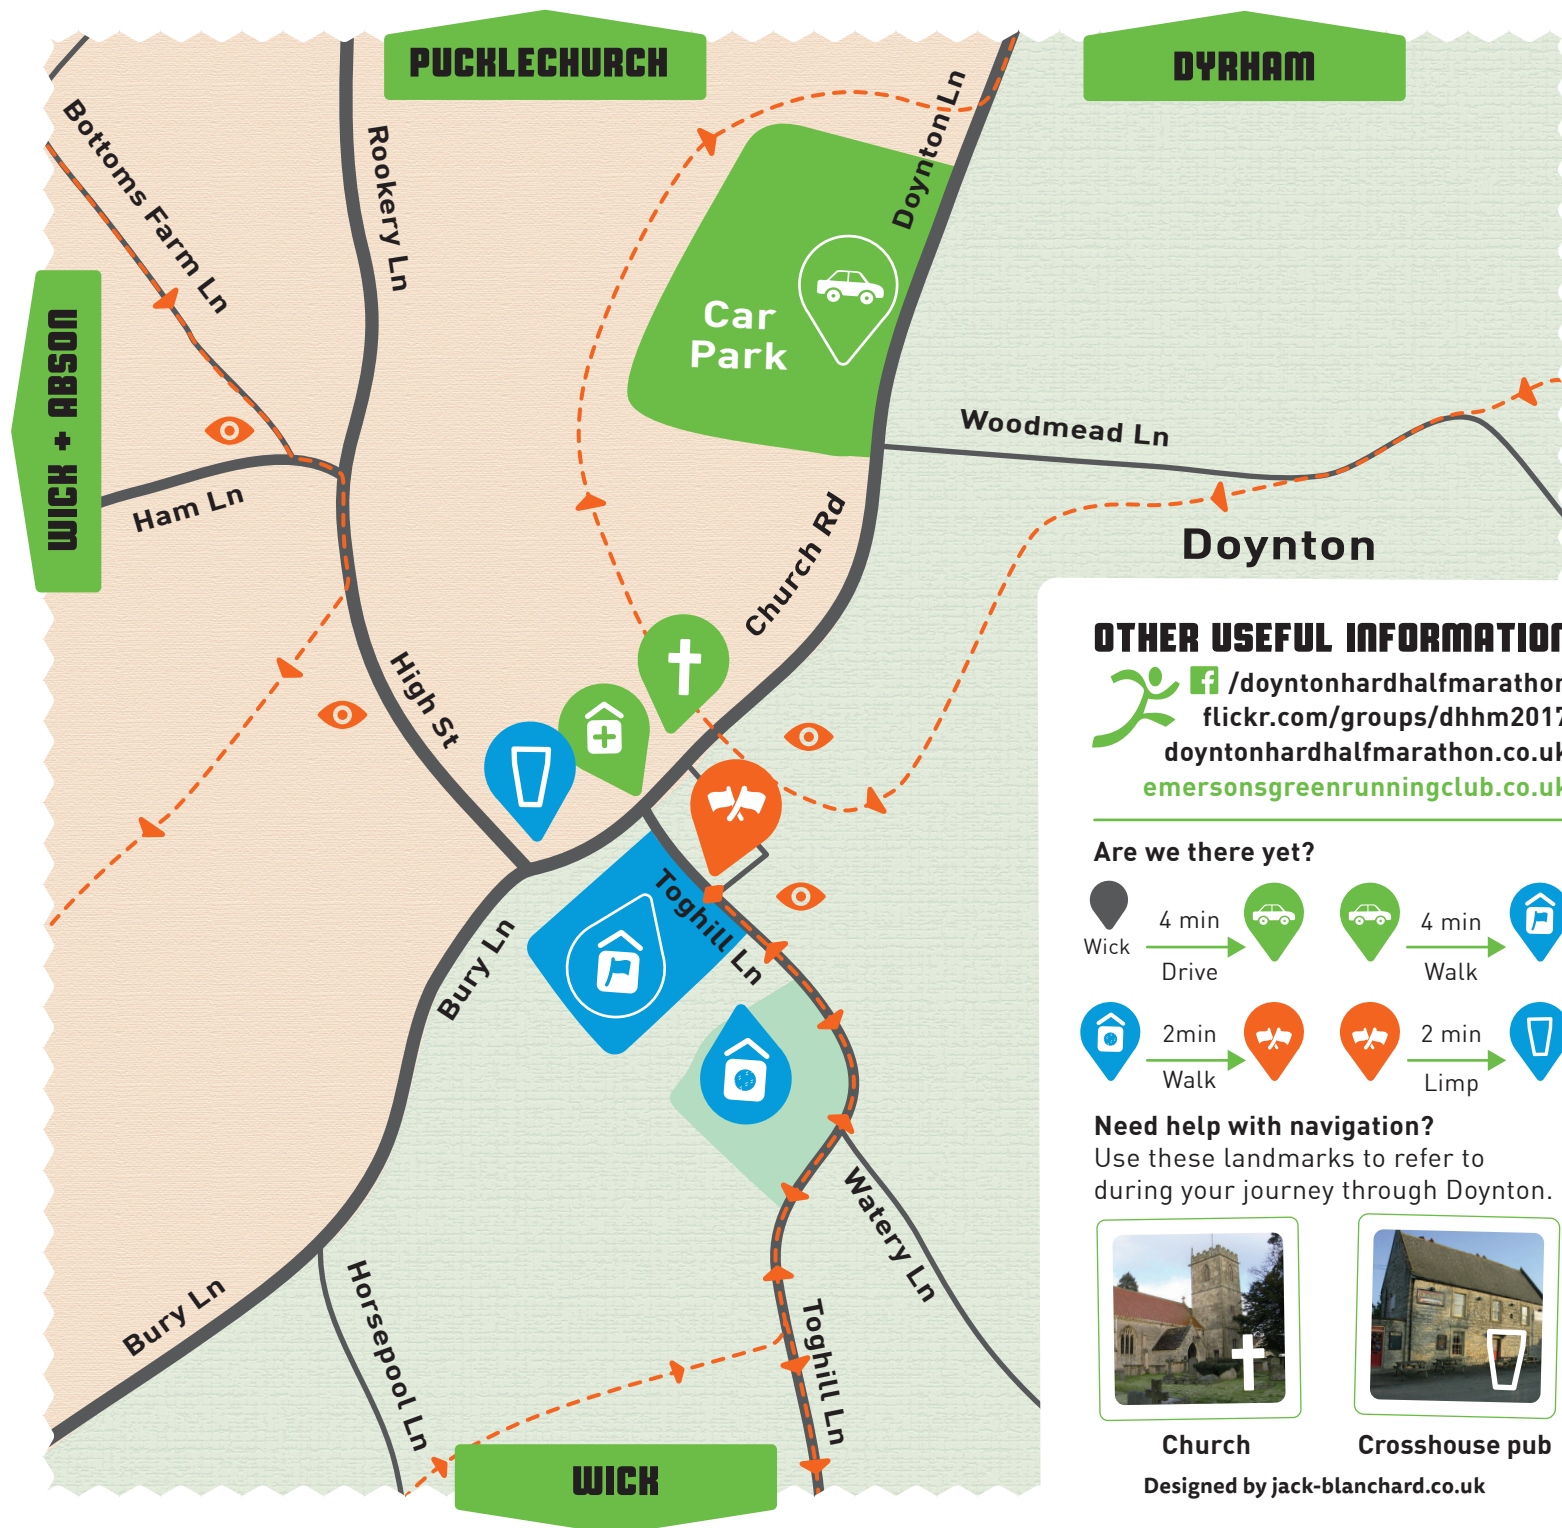 PUCKLECHURCH
DYRHAM
WICK + ABSON
Bottoms Farm Ln
Rookery Ln
Doynton Ln
Car
Park
Woodmead Ln
Ham Ln
Church Rd
Doynton
High St
Toghill Ln
Bury Ln
Watery Ln
Bury Ln
Horsepool Ln
Toghill Ln
WICK
OTHER USEFUL INFORMATION
/doyntonhardhalfmarathon
flickr.com/groups/dhhm2017
doyntonhardhalfmarathon.co.uk
emersonsgreenrunningclub.co.uk
Are we there yet?
Wick
4 min
Drive
4 min
Walk
2min
Walk
2 min
Limp
Need help with navigation?
Use these landmarks to refer to
during your journey through Doynton.
Church
Crosshouse pub
Designed by jack-blanchard.co.uk